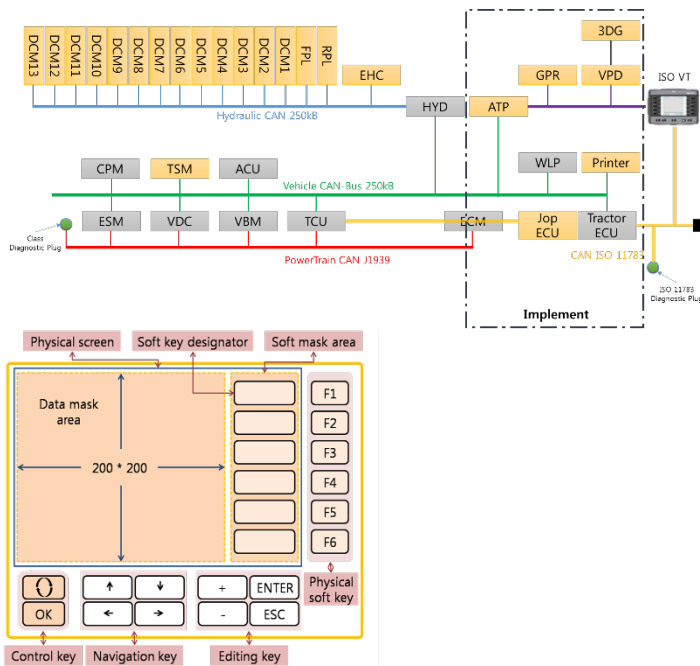 3DG
DCM13
DCM12
DCM11
DCM10
DCM9
DCM8
DCM7
DCM6
DCM5
DCM4
DCM3
DCM2
DCM1
FPL
RPL
EHC
GPR
VPD
ISO VT
Hydraulic CAN 250kB
HYD
ATP
CPM
TSM
ACU
WLP
Printer
Vehicle CAN-Bus 250kB
ESM
VDC
VBM
TCU
ECM
Jop
ECU
Tractor
ECU
Class
Diagnostic Plug
PowerTrain CAN J1939
CAN ISO 11783
ISO 11783
Diagnostic Plug
Implement
Physical screen
Soft key designator
Soft mask area
Data mask
area
200 * 200
F1
F2
F3
F4
F5
F6
Physical
soft key
OK
+
ENTER
-
ESC
Control key
Navigation key
Editing key